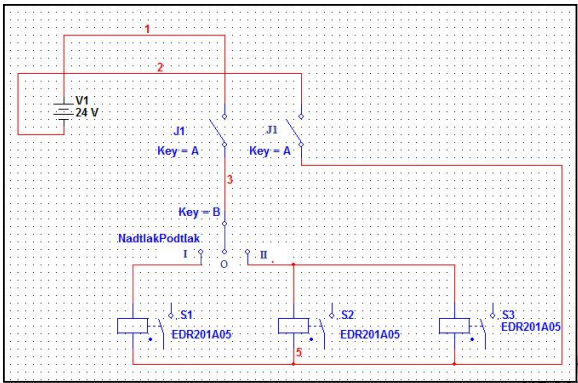 1
2
V1
24 V
J1
J1
Key = A
Key = A
3
Key = B
NadtlakPodtlak
I
O
II
S1
EDR201A05
S2
EDR201A05
S3
EDR201A05
5